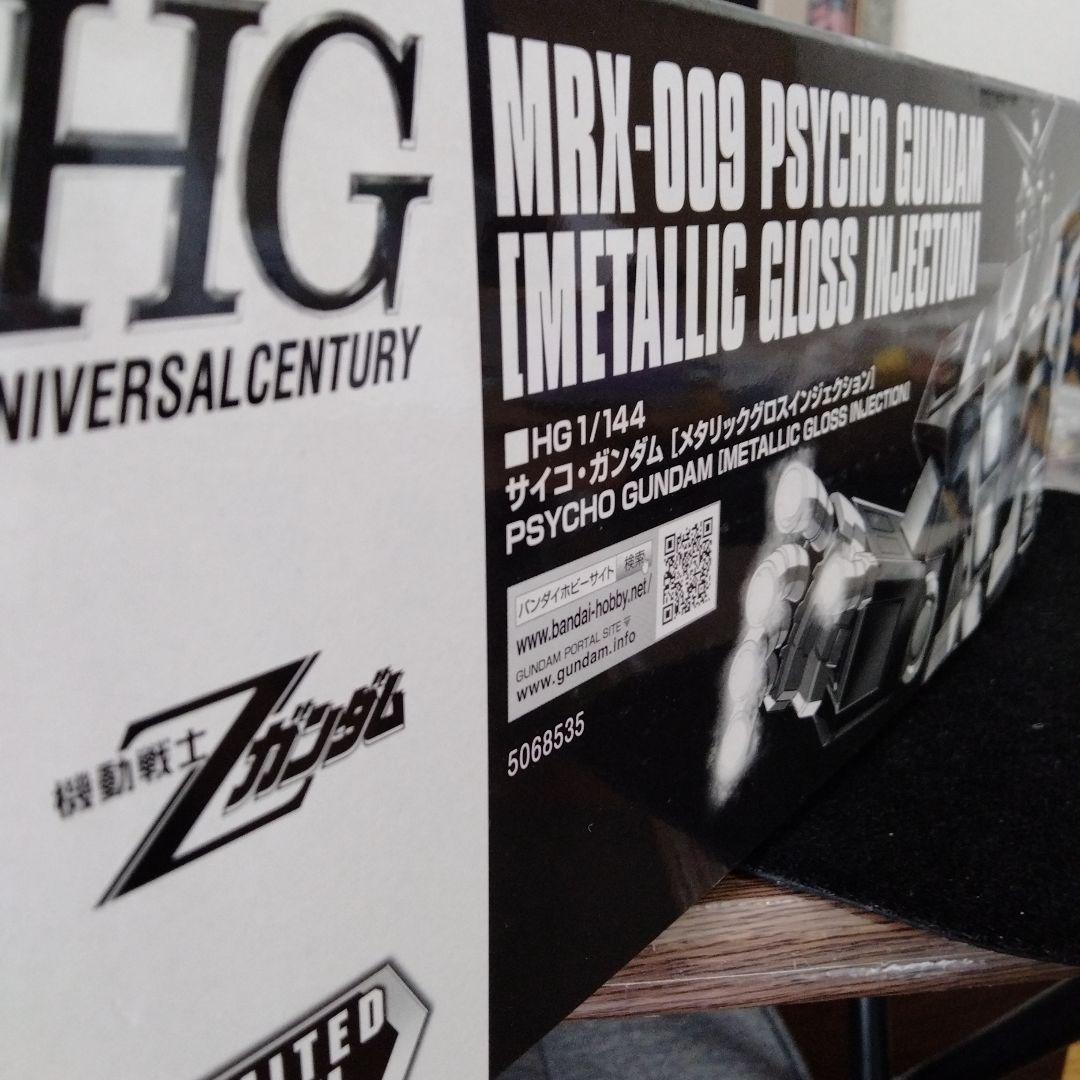 HG
NIVERSALCENTURY
機動戦士
Zガンダム
ITED
MRX-009 PSYCHO GUNDAM
[METALLIC GLOSS INJECTION]
■HG 1/144
サイコ・ガンダム [メタリックグロスインジェクション]
PSYCHO GUNDAM [METALLIC GLOSS INJECTION]
バンダイホビーサイト 検索
www.bandai-hobby.net/
GUNDAM PORTAL SITE▼
www.gundam.info
5068535